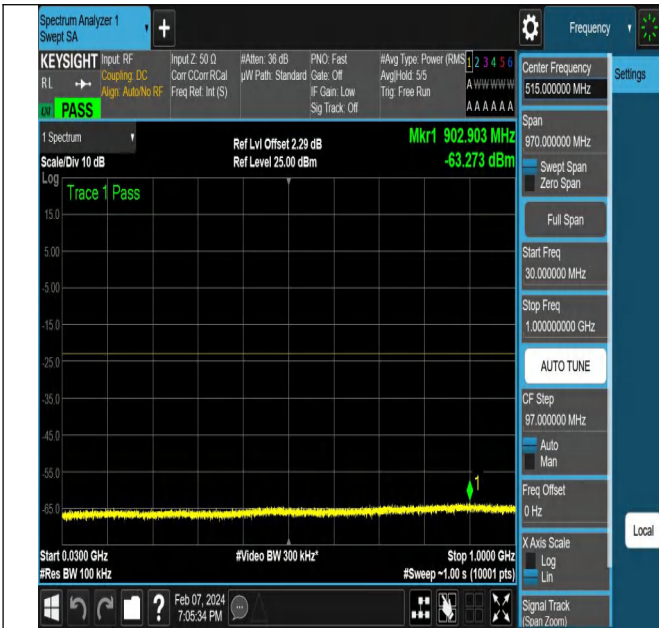 Spectrum Analyzer 1
Swept SA
+
Frequency
KEYSIGHT
RL
PASS
Input: RF
Coupling: DC
Align: Auto/No RF
Input Z: 50 Ω
Corr CCorr RCal
Freq Ref: Int (S)
#Atten: 36 dB
µW Path: Standard
PNO: Fast
Gate: Off
IF Gain: Low
Sig Track: Off
#Avg Type: Power (RMS
Avg|Hold: 5/5
Trig: Free Run
1 2 3 4 5 6
A W W W W W
A A A A A A
Center Frequency
515.000000 MHz
Settings
1 Spectrum
Scale/Div 10 dB
Ref Lvl Offset 2.29 dB
Ref Level 25.00 dBm
Mkr1 902.903 MHz
-63.273 dBm
Span
970.000000 MHz
Swept Span
Zero Span
Full Span
Start Freq
30.000000 MHz
Stop Freq
1.000000000 GHz
AUTO TUNE
CF Step
97.000000 MHz
Auto
Man
Freq Offset
0 Hz
X Axis Scale
Log
Lin
Signal Track
(Span Zoom)
Local
Log
Trace 1 Pass
15.0
5.00
-5.00
-15.0
-25.0
-35.0
-45.0
-55.0
-65.0
1
Start 0.0300 GHz
#Res BW 100 kHz
#Video BW 300 kHz*
Stop 1.0000 GHz
#Sweep ~1.00 s (10001 pts)
?
Feb 07, 2024
7:05:34 PM